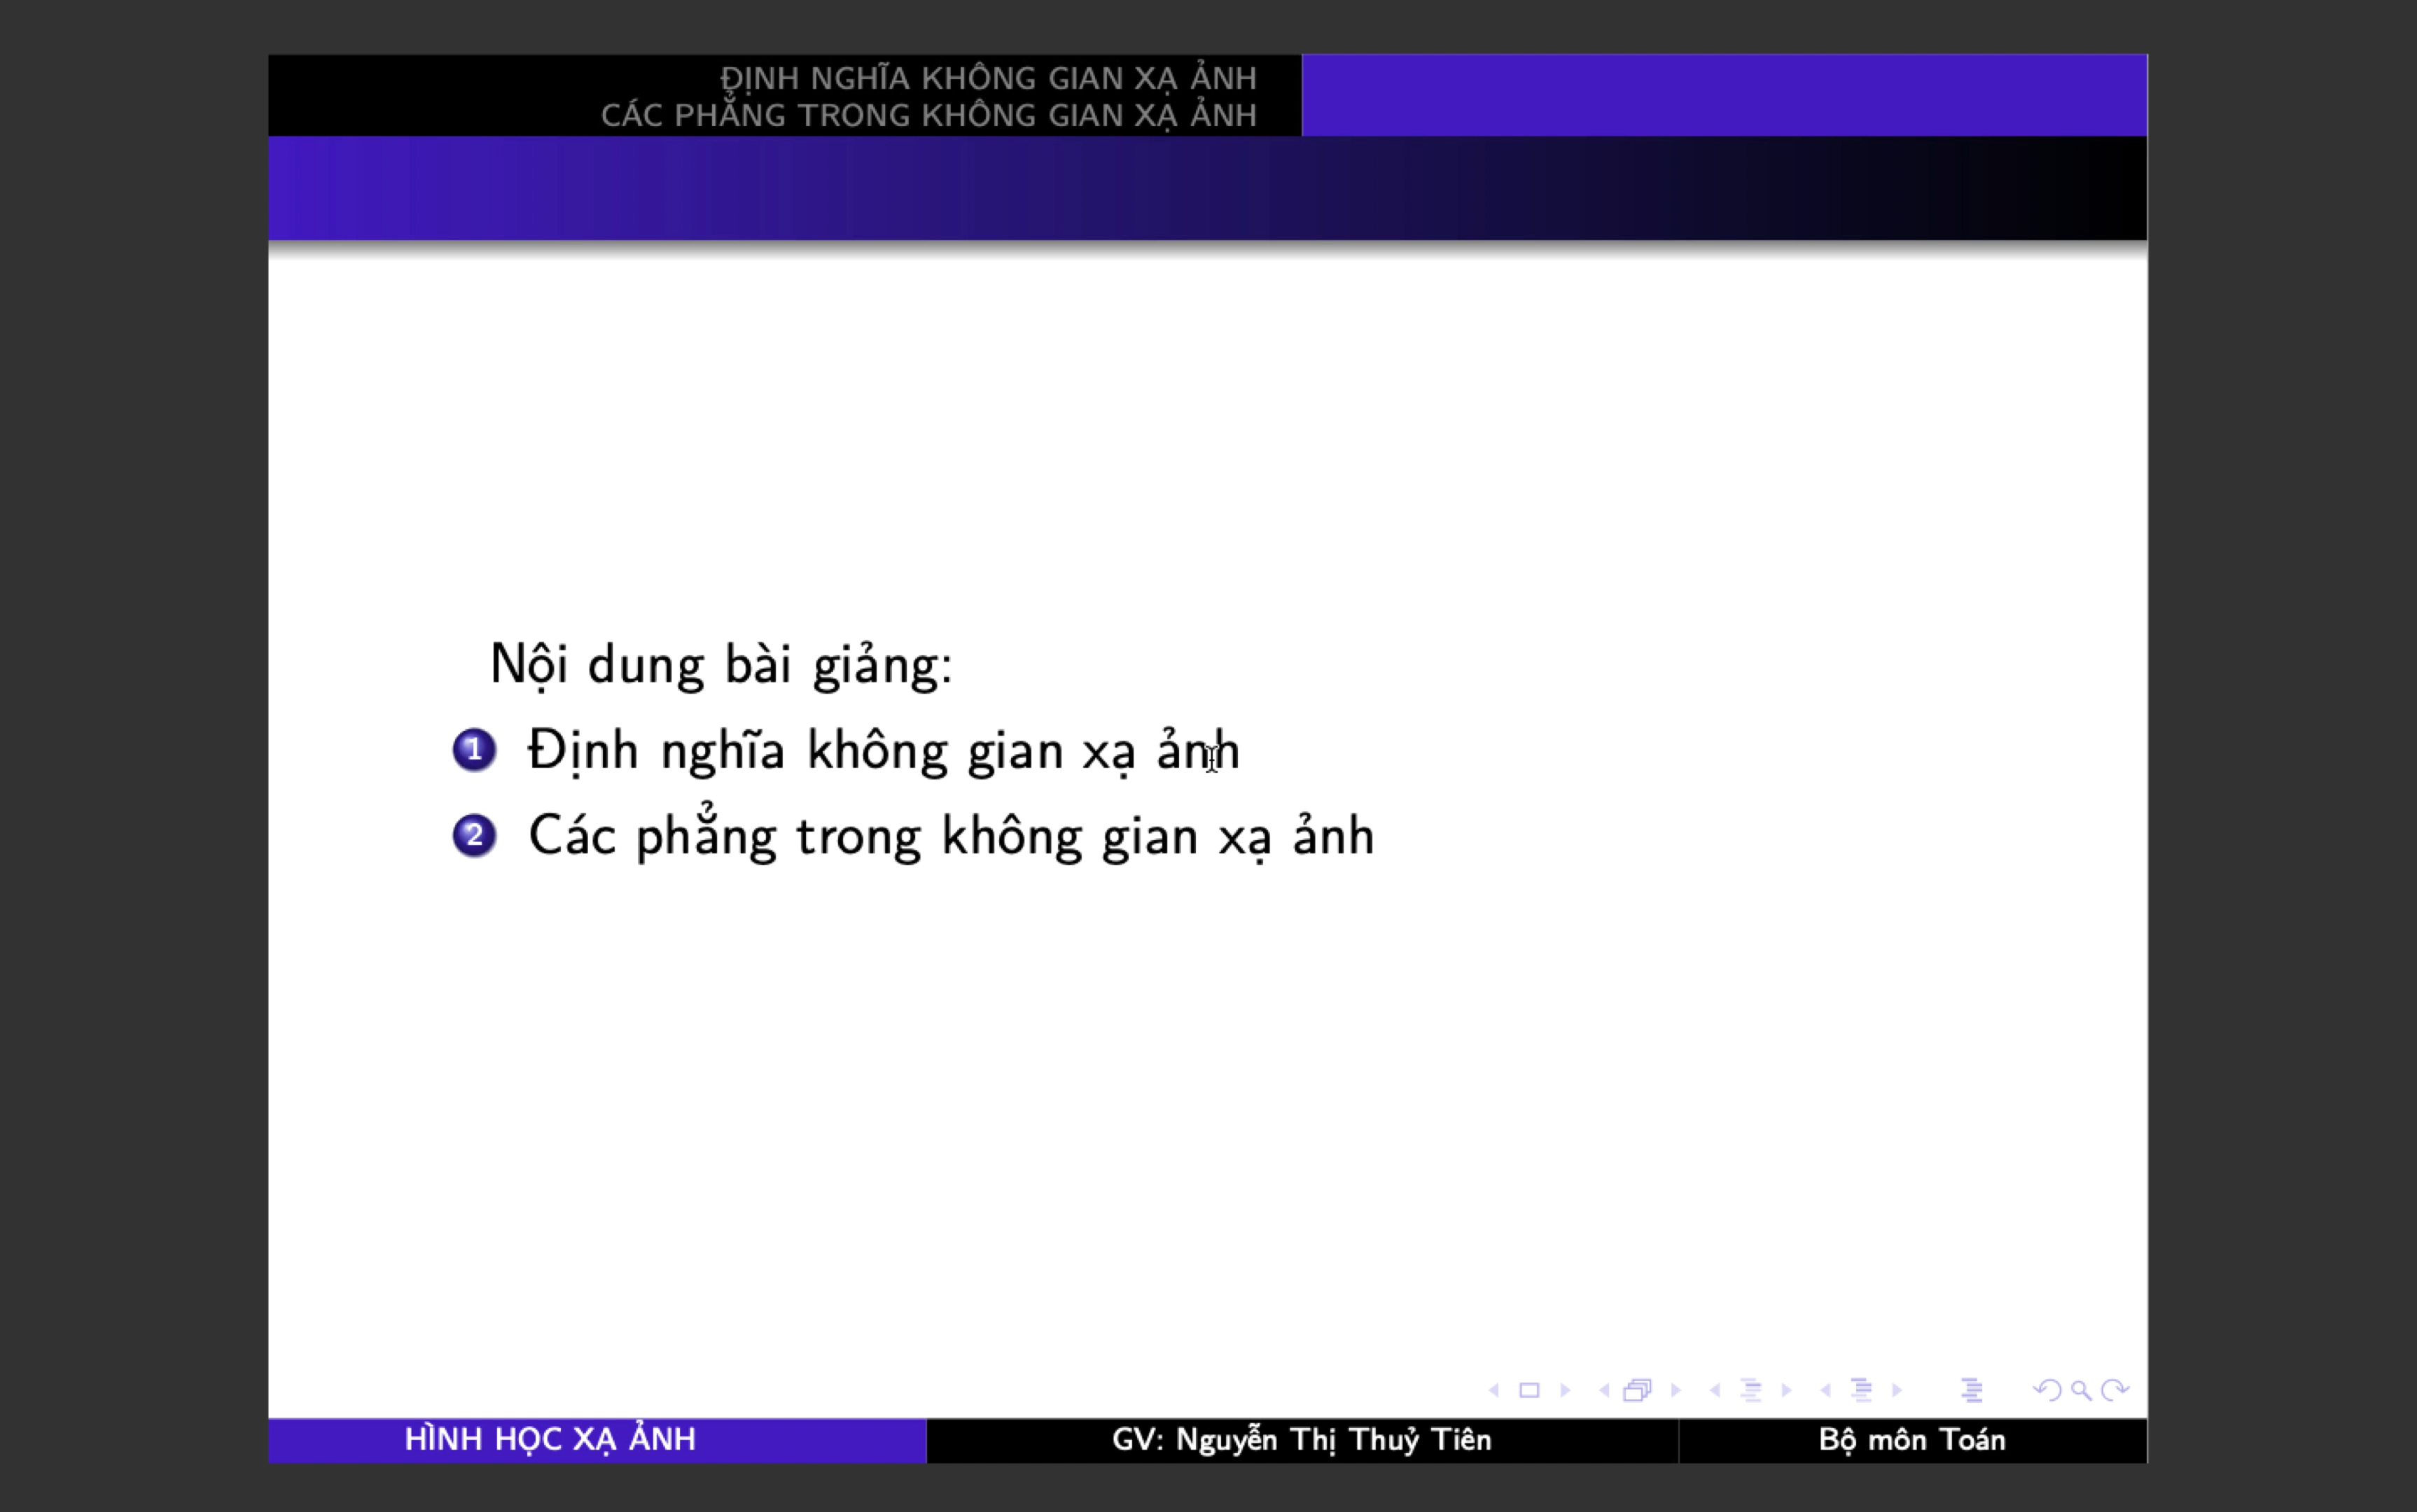 ĐỊNH NGHĨA KHÔNG GIAN XẠ ẢNH
CÁC PHẲNG TRONG KHÔNG GIAN XẠ ẢNH
Nội dung bài giảng:
1 Định nghĩa không gian xạ ảnh
2 Các phẳng trong không gian xạ ảnh
HÌNH HỌC XẠ ẢNH
GV: Nguyễn Thị Thuỷ Tiên
Bộ môn Toán